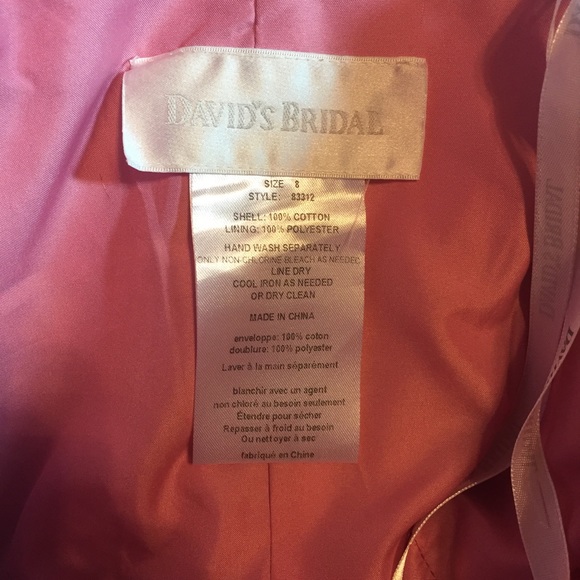 DAVID'S BRIDAL
SIZE 8
STYLE: 83312
SHELL: 100% COTTON
LINING: 100% POLYESTER
HAND WASH SEPARATELY
ONLY NON-CHLORINE BLEACH AS NEEDED
LINE DRY
COOL IRON AS NEEDED
OR DRY CLEAN
MADE IN CHINA
enveloppe: 100% coton
doublure: 100% polyester
Laver à la main séparément
blanchir avec un agent
non chloré au besoin seulement
Étendre pour sécher
Repasser à froid au besoin
Ou nettoyer à sec
fabriqué en Chine
DAVID'S BRIDAL